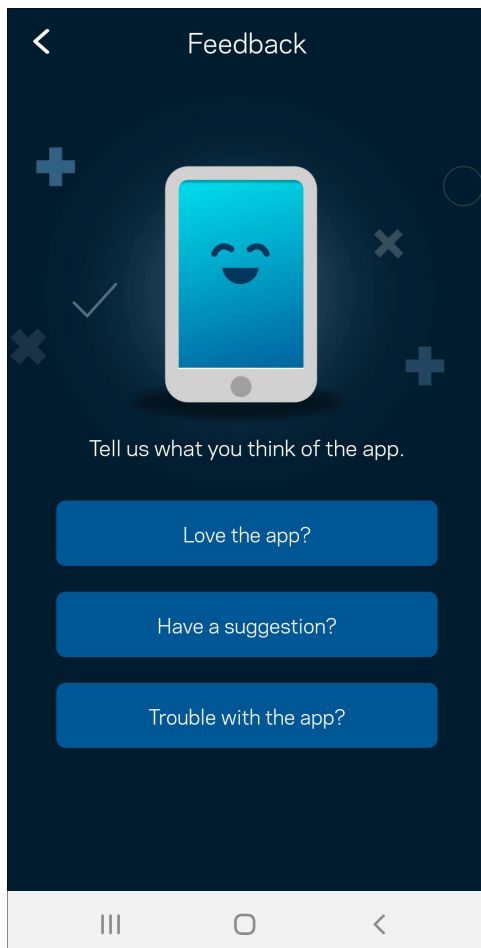 Feedback
Tell us what you think of the app.
Love the app?
Have a suggestion?
Trouble with the app?